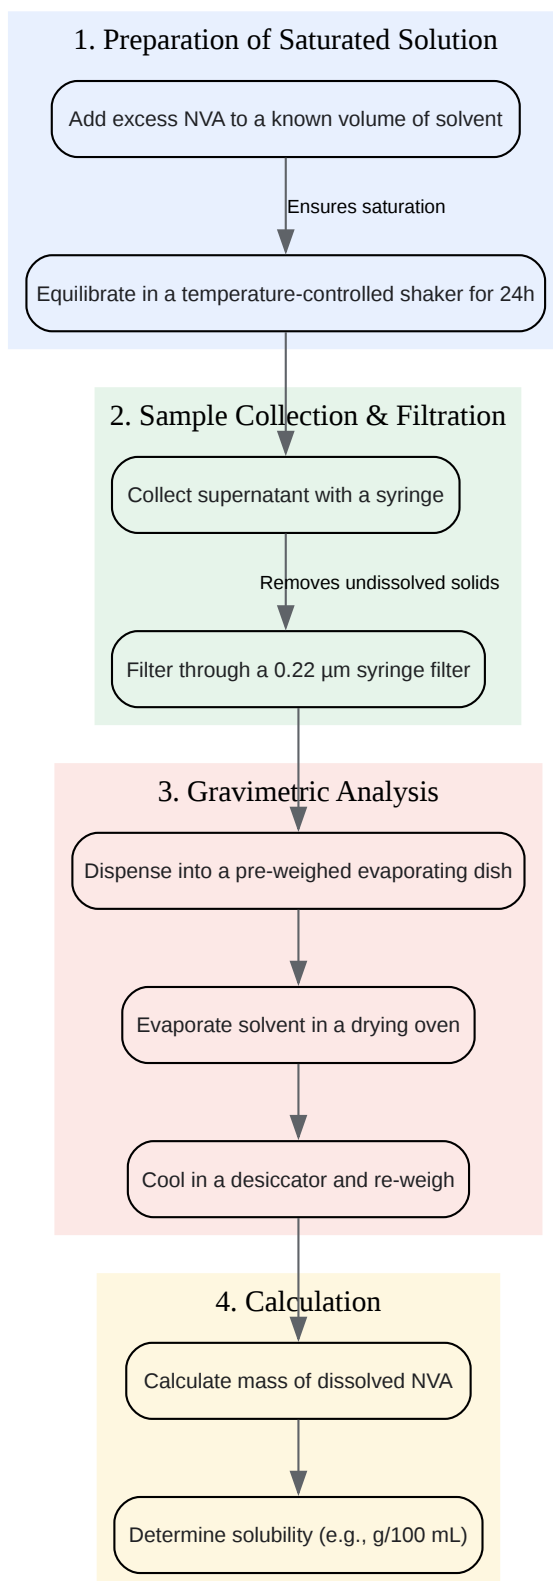 1. Preparation of Saturated Solution
Add excess NVA to a known volume of solvent
Ensures saturation
Equilibrate in a temperature-controlled shaker for 24h
2. Sample Collection & Filtration
Collect supernatant with a syringe
Removes undissolved solids
Filter through a 0.22 µm syringe filter
3. Gravimetric Analysis
Dispense into a pre-weighed evaporating dish
Evaporate solvent in a drying oven
Cool in a desiccator and re-weigh
4. Calculation
Calculate mass of dissolved NVA
Determine solubility (e.g., g/100 mL)